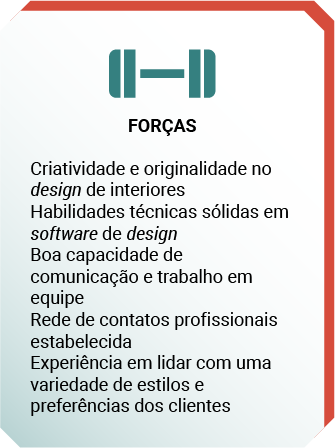 FORÇAS
Criatividade e originalidade no
design de interiores
Habilidades técnicas sólidas em
software de design
Boa capacidade de
comunicação e trabalho em
equipe
Rede de contatos profissionais
estabelecida
Experiência em lidar com uma
variedade de estilos e
preferências dos clientes